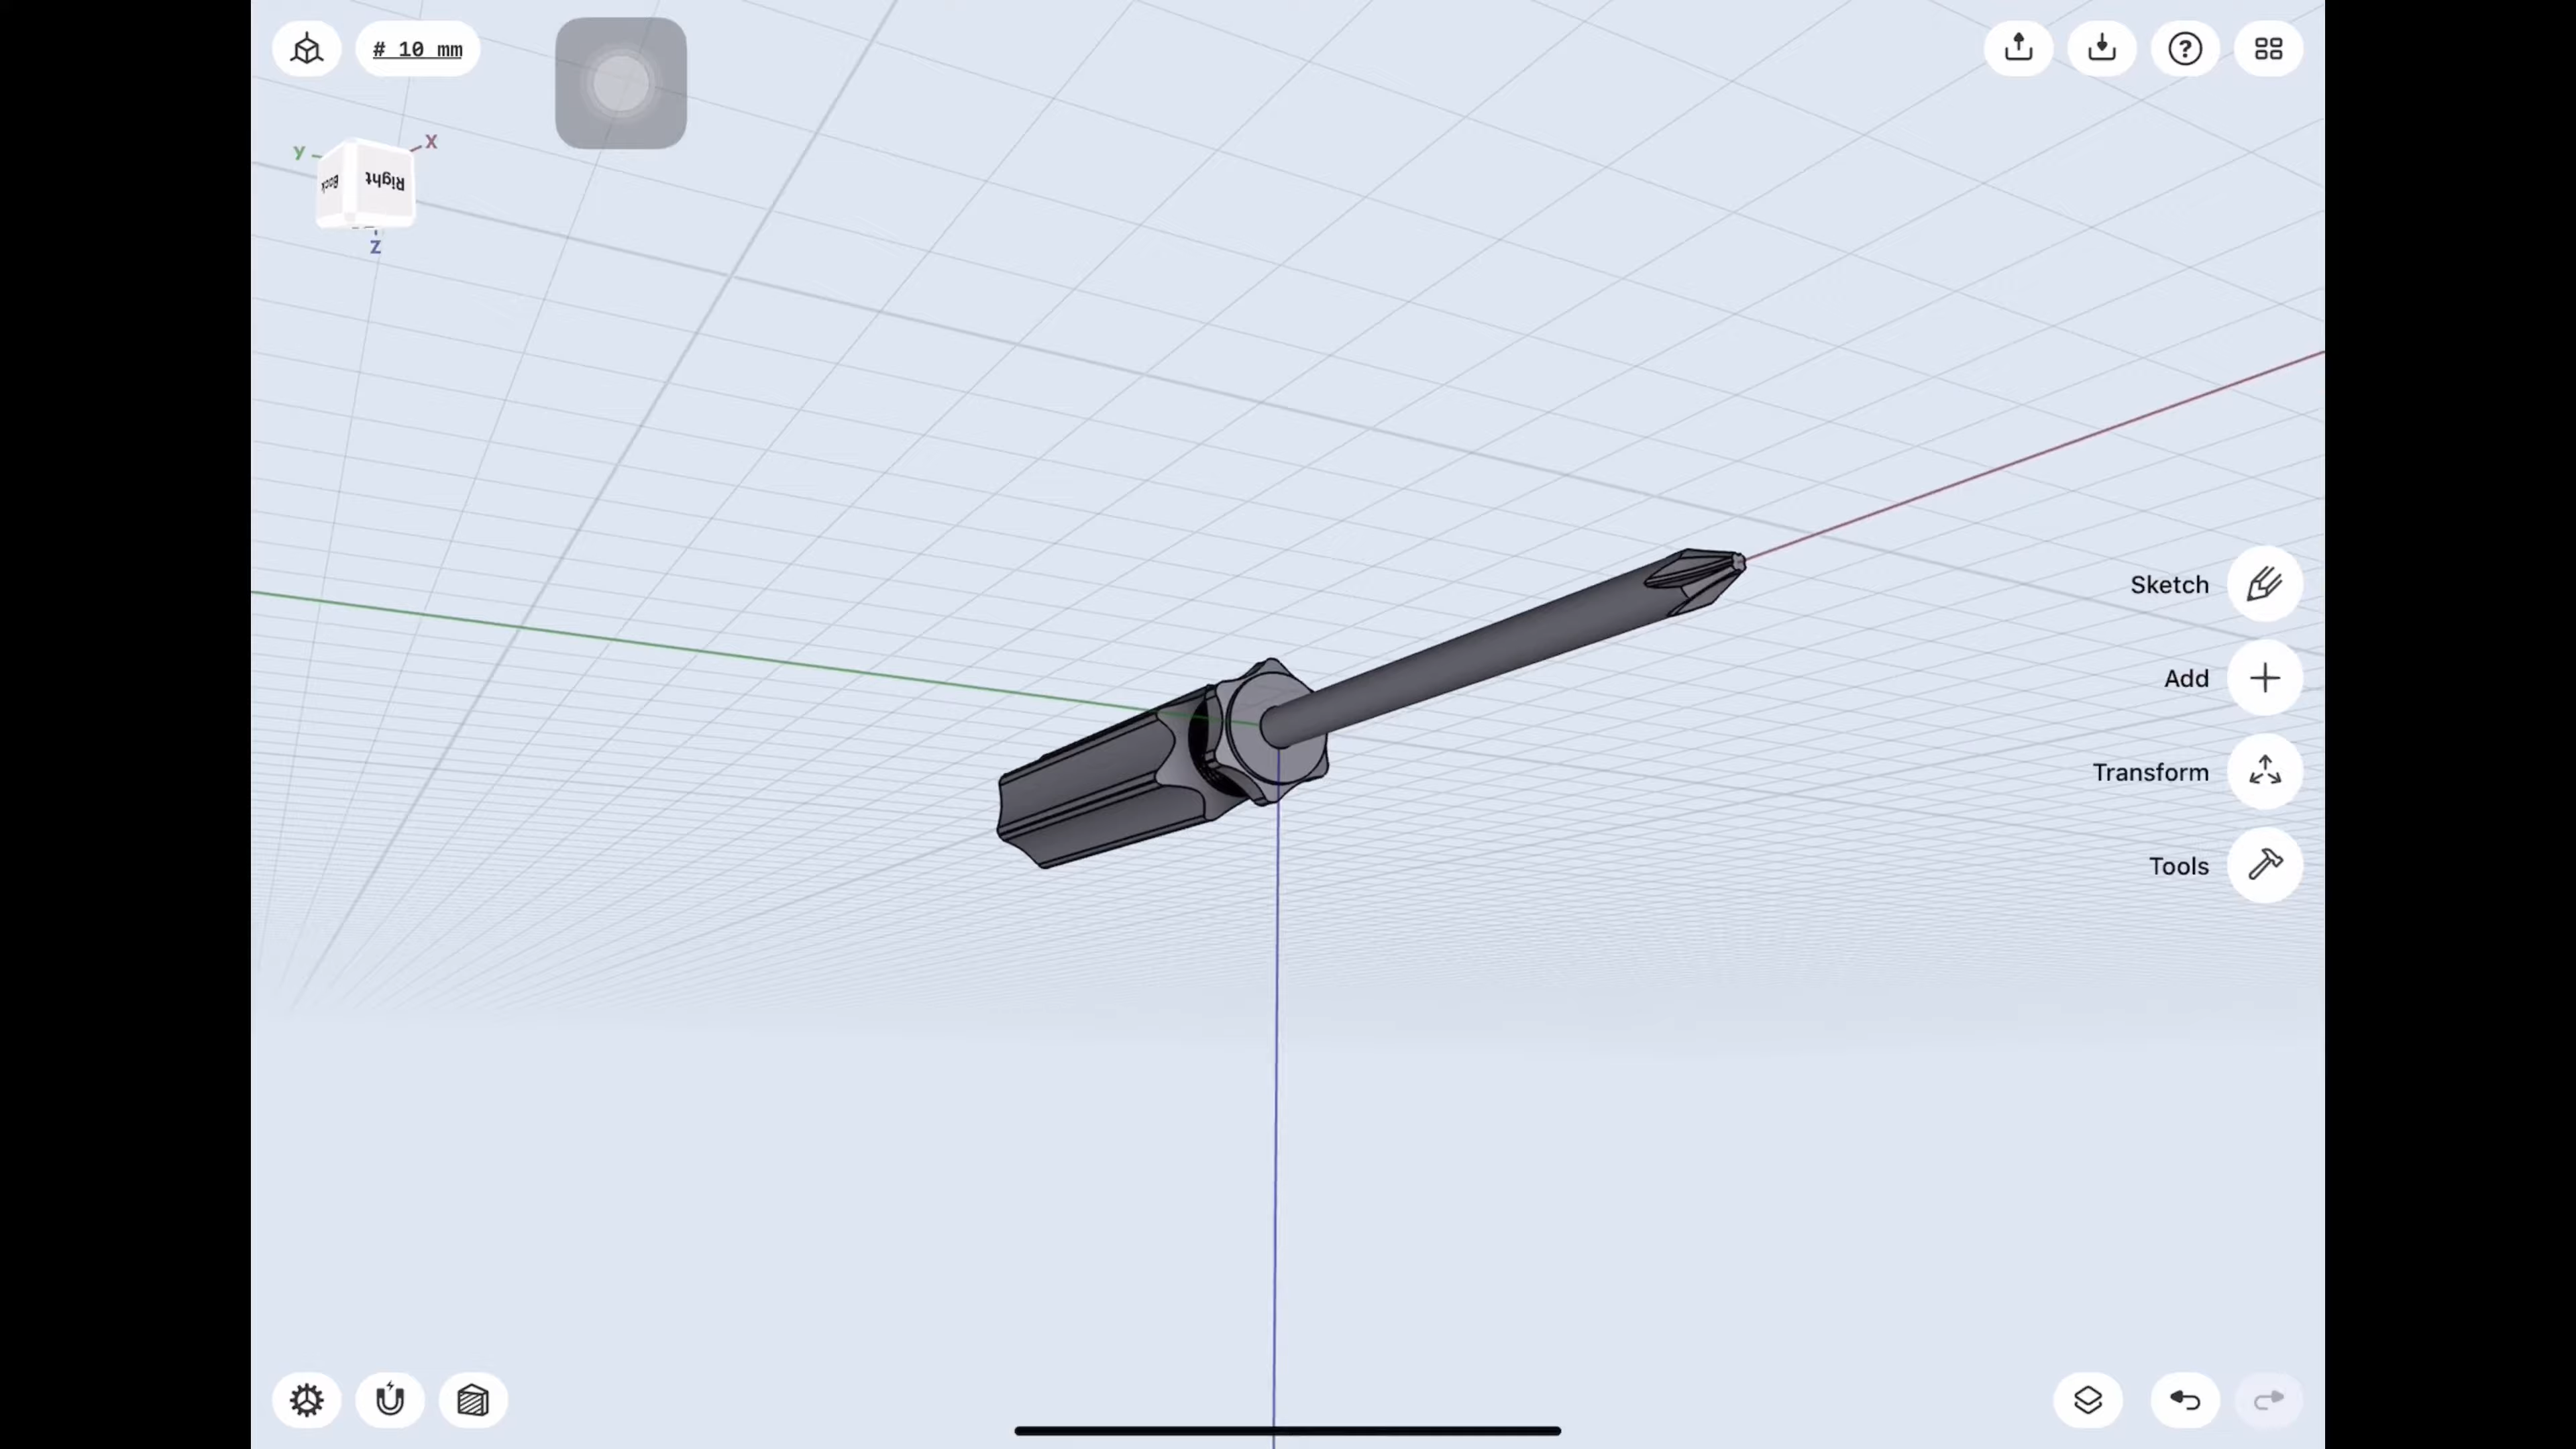 # 10 mm
?
Y
X
Back
Right
Z
Sketch
Add
Transform
Tools